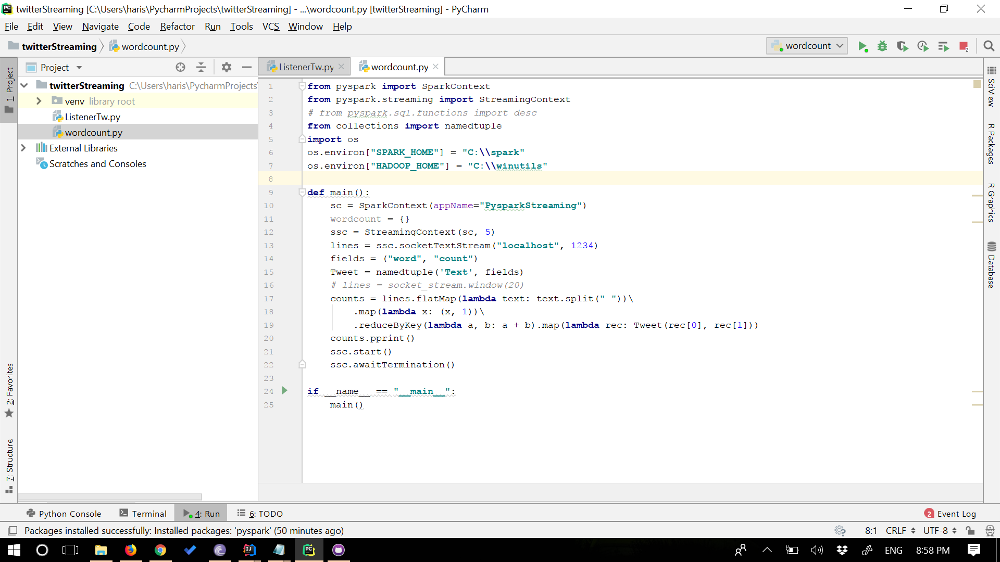 twitterStreaming [C:\Users\haris\PycharmProjects\twitterStreaming] - ...\wordcount.py [twitterStreaming] - PyCharm
File Edit View Navigate Code Refactor Run Tools VCS Window Help
twitterStreaming wordcount.py
wordcount
2
Project
ListenerTw.py
wordcount.py
1: Project
twitterStreaming C:\Users\haris\PycharmProjects\
venv library root
ListenerTw.py
wordcount.py
External Libraries
Scratches and Consoles
2: Favorites
7: Structure
1 from pyspark import SparkContext
2 from pyspark.streaming import StreamingContext
3 # from pyspark.sql.functions import desc
4 from collections import namedtuple
5 import os
6 os.environ["SPARK_HOME"] = "C:\\spark"
7 os.environ["HADOOP_HOME"] = "C:\\winutils"
8
9 def main():
10 sc = SparkContext(appName="PysparkStreaming")
11 wordcount = {}
12 ssc = StreamingContext(sc, 5)
13 lines = ssc.socketTextStream("localhost", 1234)
14 fields = ("word", "count")
15 Tweet = namedtuple('Text', fields)
16 # lines = socket_stream.window(20)
17 counts = lines.flatMap(lambda text: text.split(" "))\
18 .map(lambda x: (x, 1))\
19 .reduceByKey(lambda a, b: a + b).map(lambda rec: Tweet(rec[0], rec[1]))
20 counts.pprint()
21 ssc.start()
22 ssc.awaitTermination()
23
24 if __name__ == "__main__":
25 main()
SciView
R Packages
R Graphics
Database
Python Console
Terminal
4: Run
6: TODO
2 Event Log
Packages installed successfully: Installed packages: 'pyspark' (50 minutes ago)
8:1 CRLF UTF-8
PC
ENG 8:58 PM